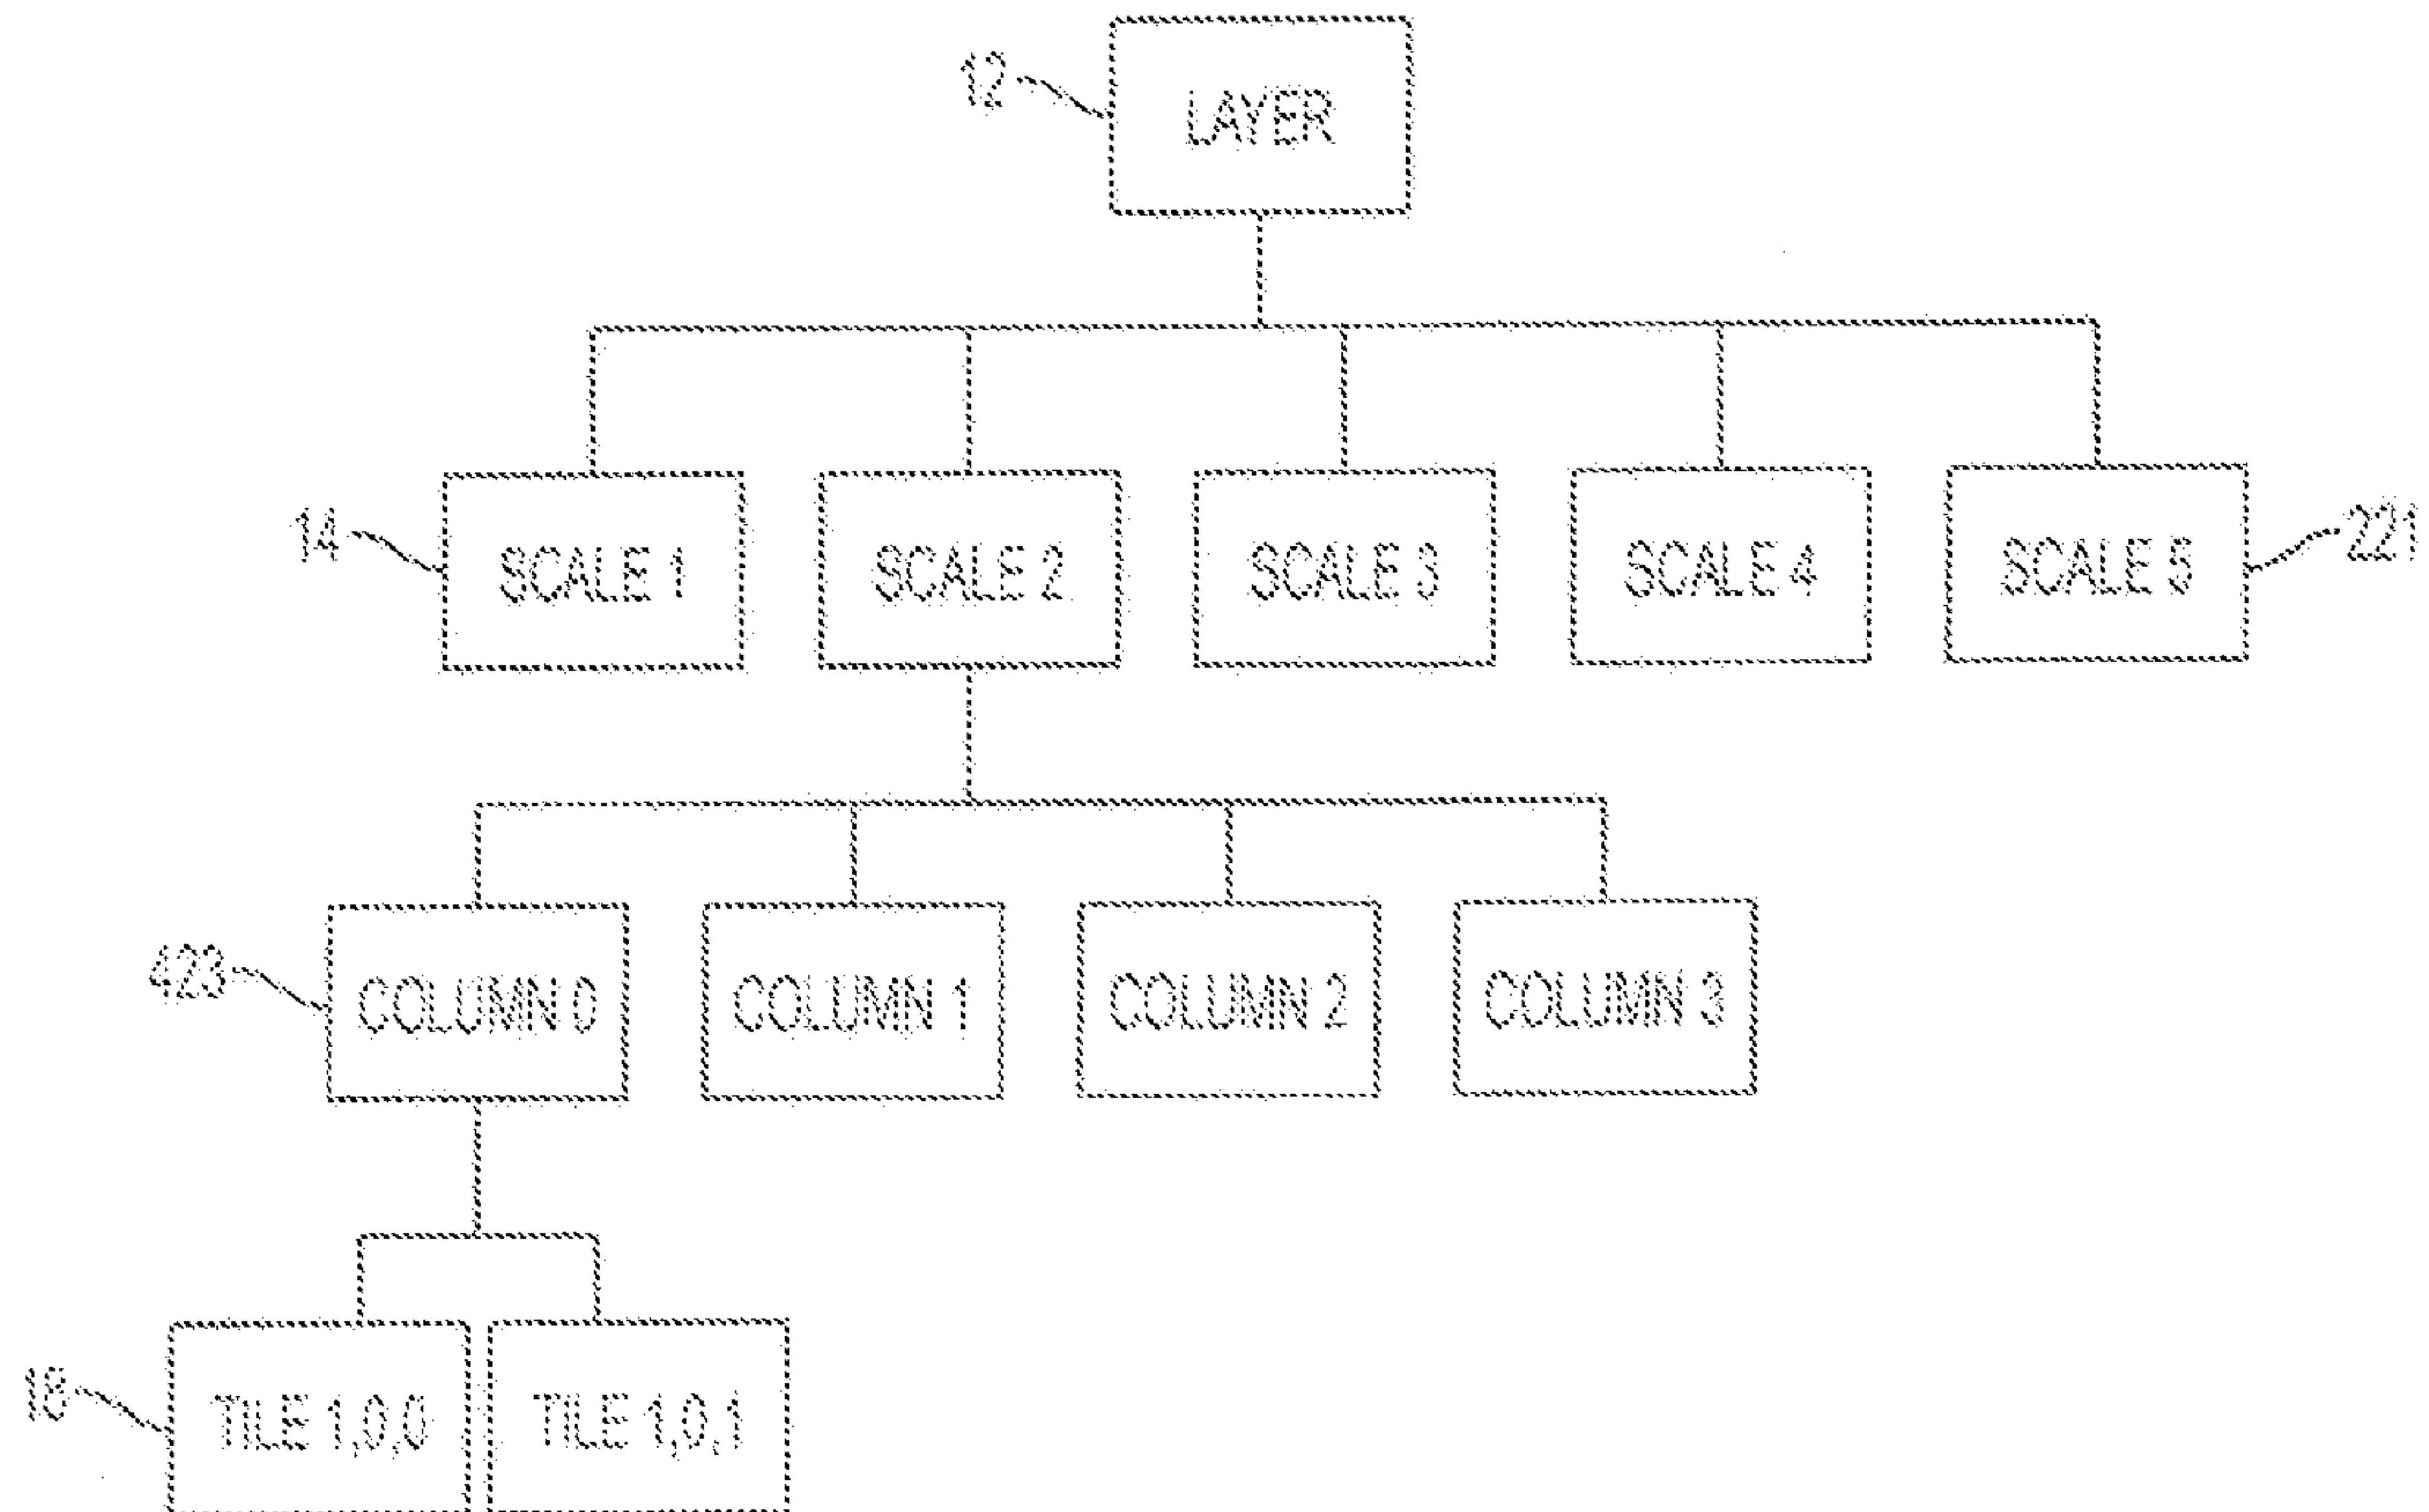 12
LAYER
14
SCALE 1
SCALE 2
SCALE 3
SCALE 4
SCALE 5
221
423
COLUMN 0
COLUMN 1
COLUMN 2
COLUMN 3
18
TILE 1,0,0
TILE 1,0,1